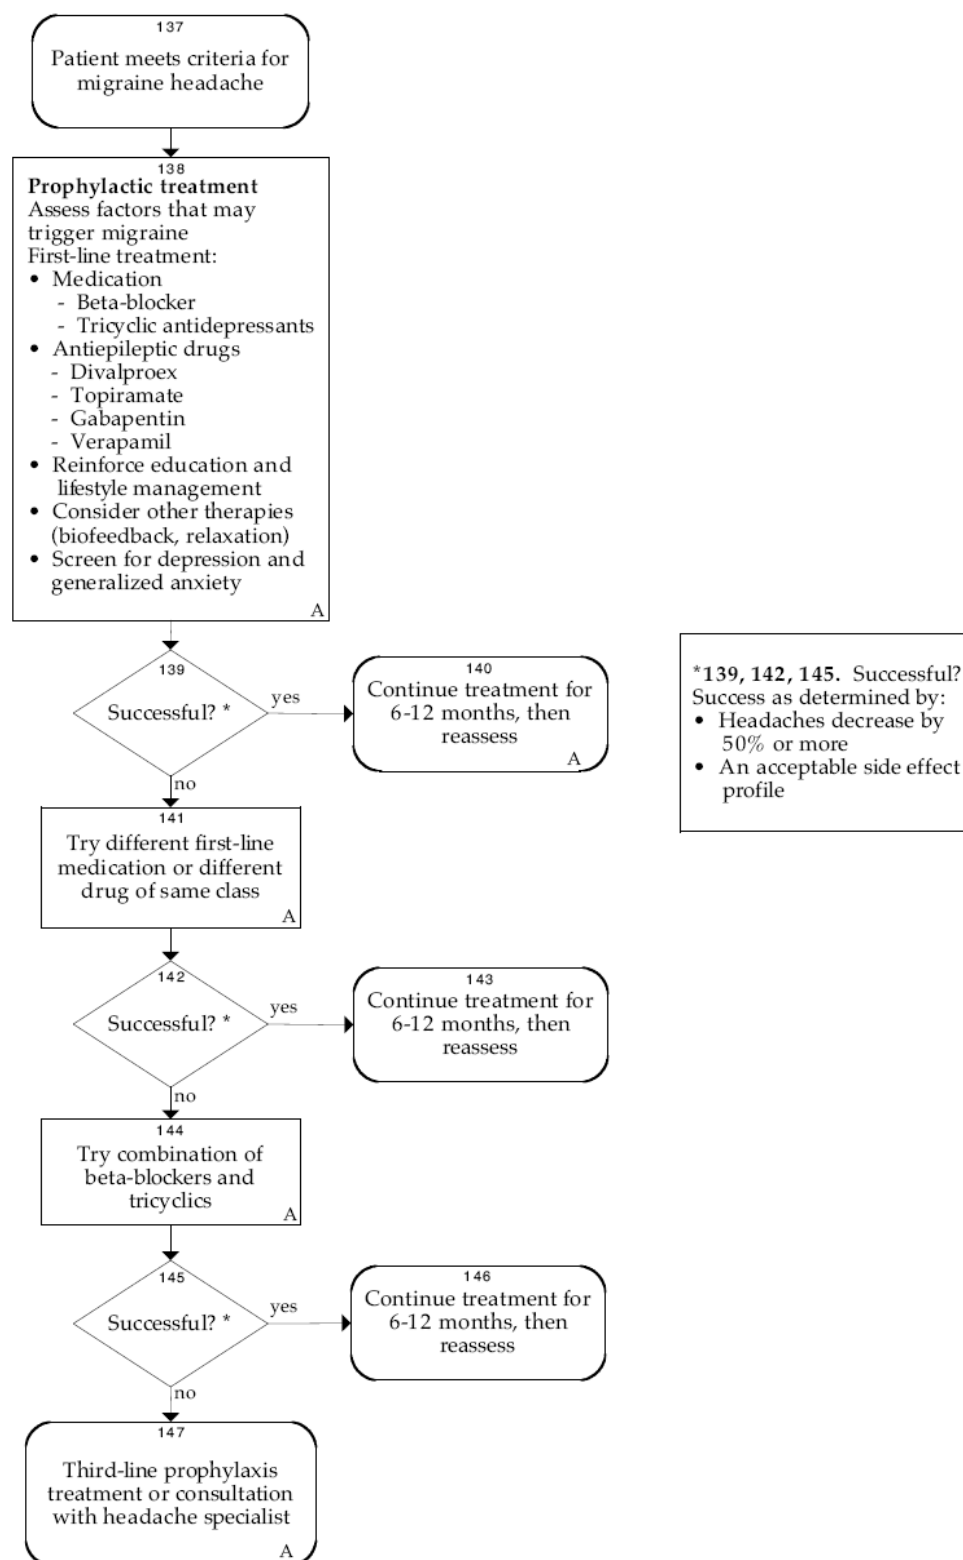 137
Patient meets criteria for
migraine headache
138
Prophylactic treatment
Assess factors that may
trigger migraine
First-line treatment:
• Medication
- Beta-blocker
- Tricyclic antidepressants
• Antiepileptic drugs
- Divalproex
- Topiramate
- Gabapentin
- Verapamil
• Reinforce education and
lifestyle management
• Consider other therapies
(biofeedback, relaxation)
• Screen for depression and
generalized anxiety
A
139
Successful? *
yes
140
Continue treatment for
6-12 months, then
reassess
A
*139, 142, 145. Successful?
Success as determined by:
• Headaches decrease by
50% or more
• An acceptable side effect
profile
no
141
Try different first-line
medication or different
drug of same class
A
142
Successful? *
yes
143
Continue treatment for
6-12 months, then
reassess
no
144
Try combination of
beta-blockers and
tricyclics
A
145
Successful? *
yes
146
Continue treatment for
6-12 months, then
reassess
no
147
Third-line prophylaxis
treatment or consultation
with headache specialist
A